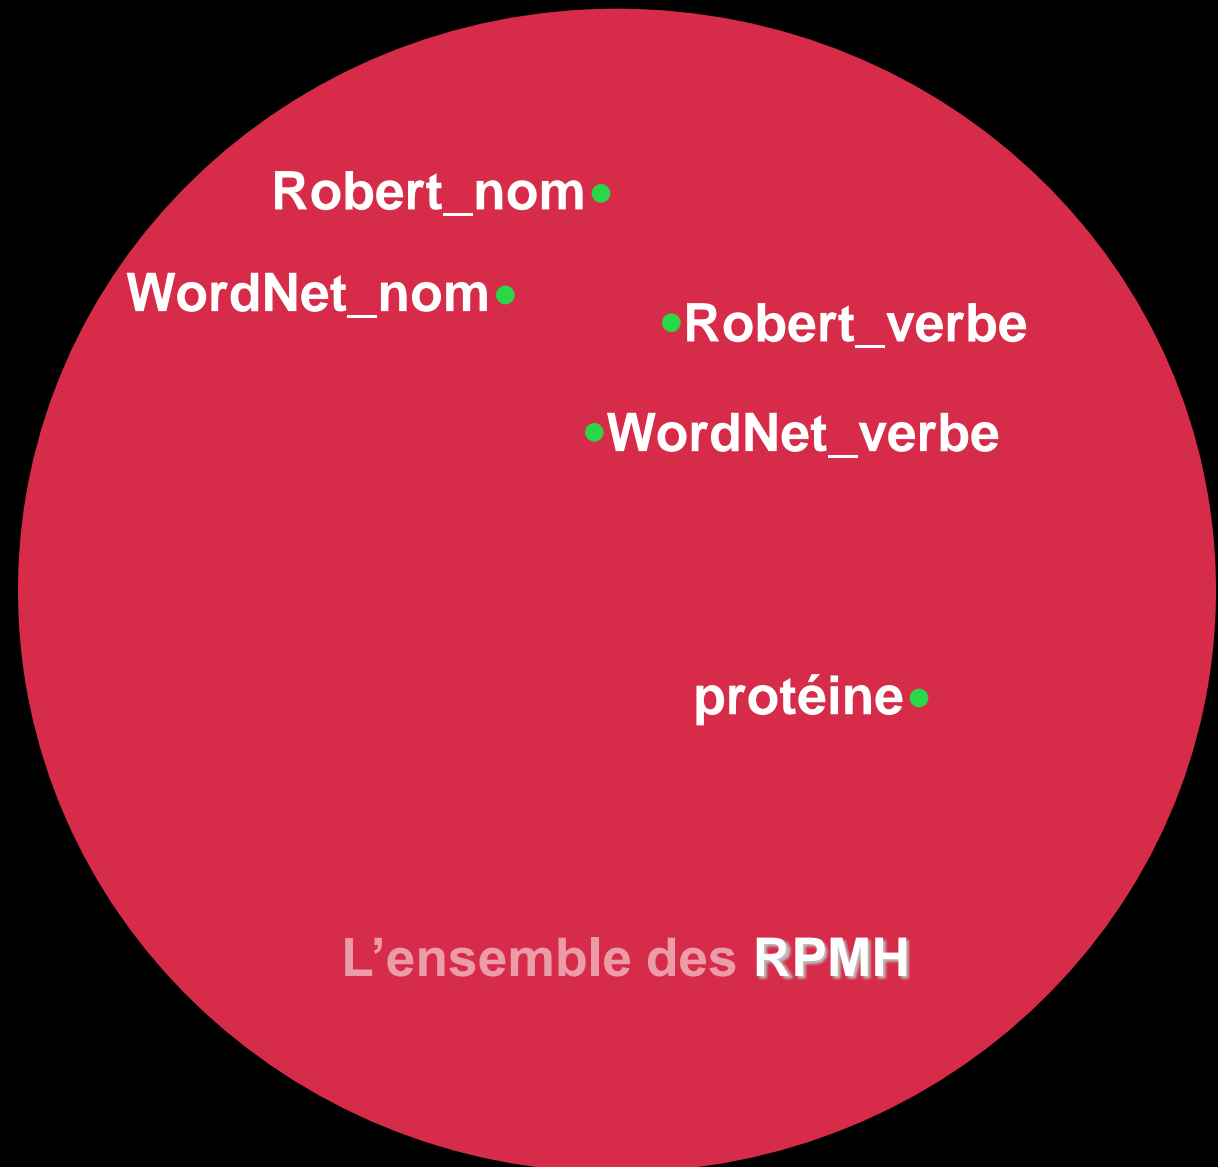 Robert_nom
WordNet_nom
Robert_verbe
WordNet_verbe
protéine
L’ensemble des RPMH